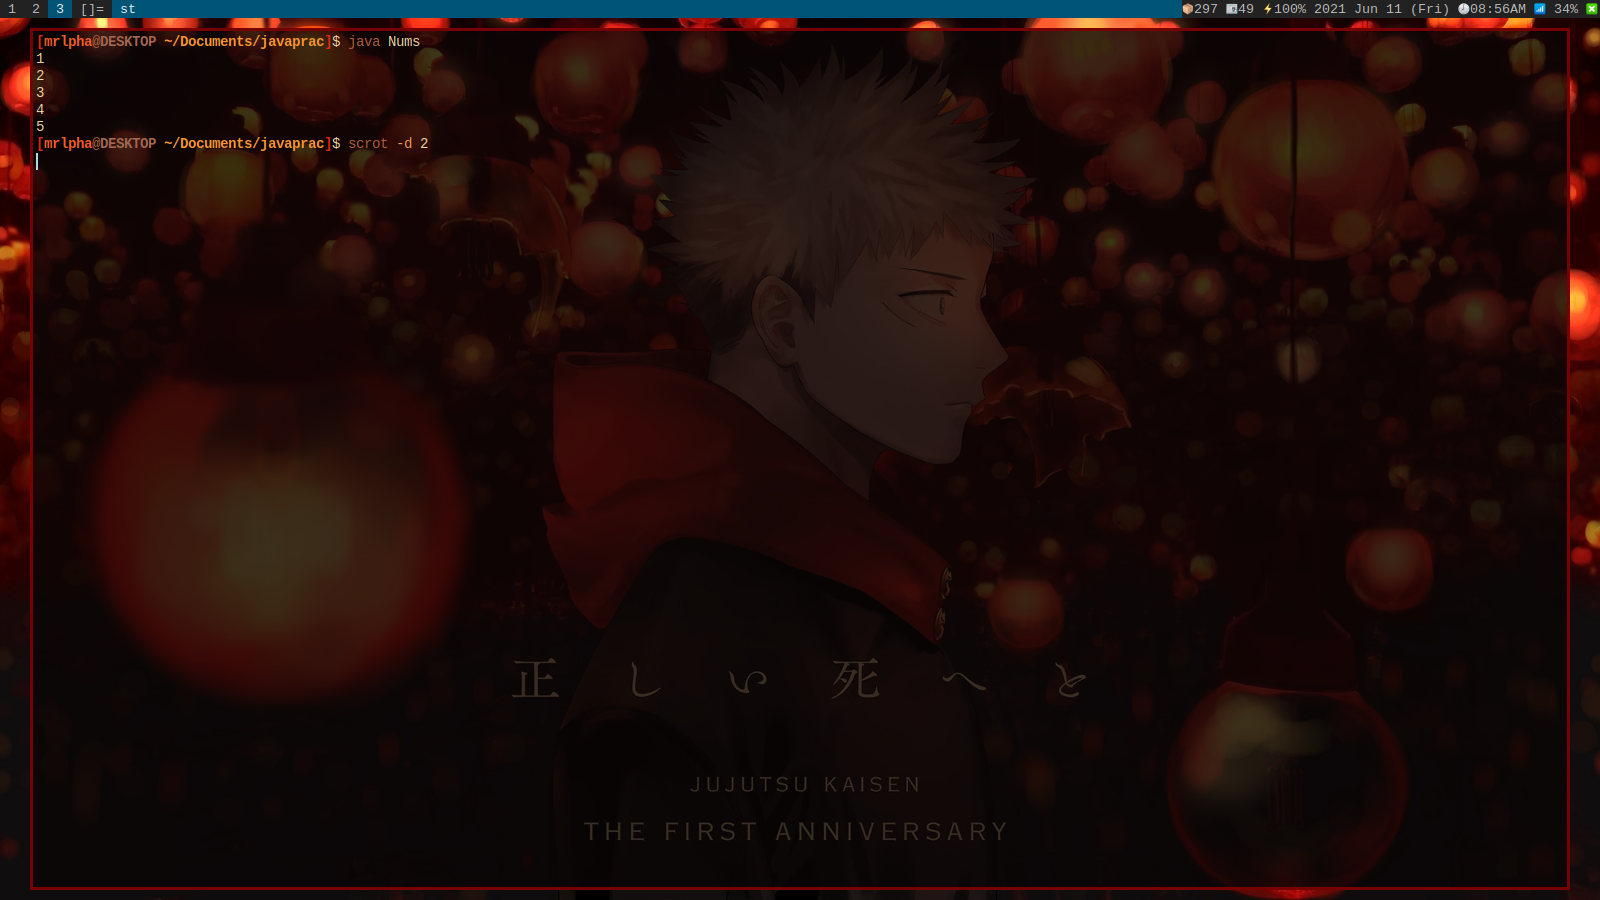 1 2 3 []= st 297 49 100% 2021 Jun 11 (Fri) 08:56AM 34%
[mrlpha@DESKTOP ~/Documents/javaprac]$ java Nums
1
2
3
4
5
[mrlpha@DESKTOP ~/Documents/javaprac]$ scrot -d 2
正しい死へと
JUJUTSU KAISEN
THE FIRST ANNIVERSARY